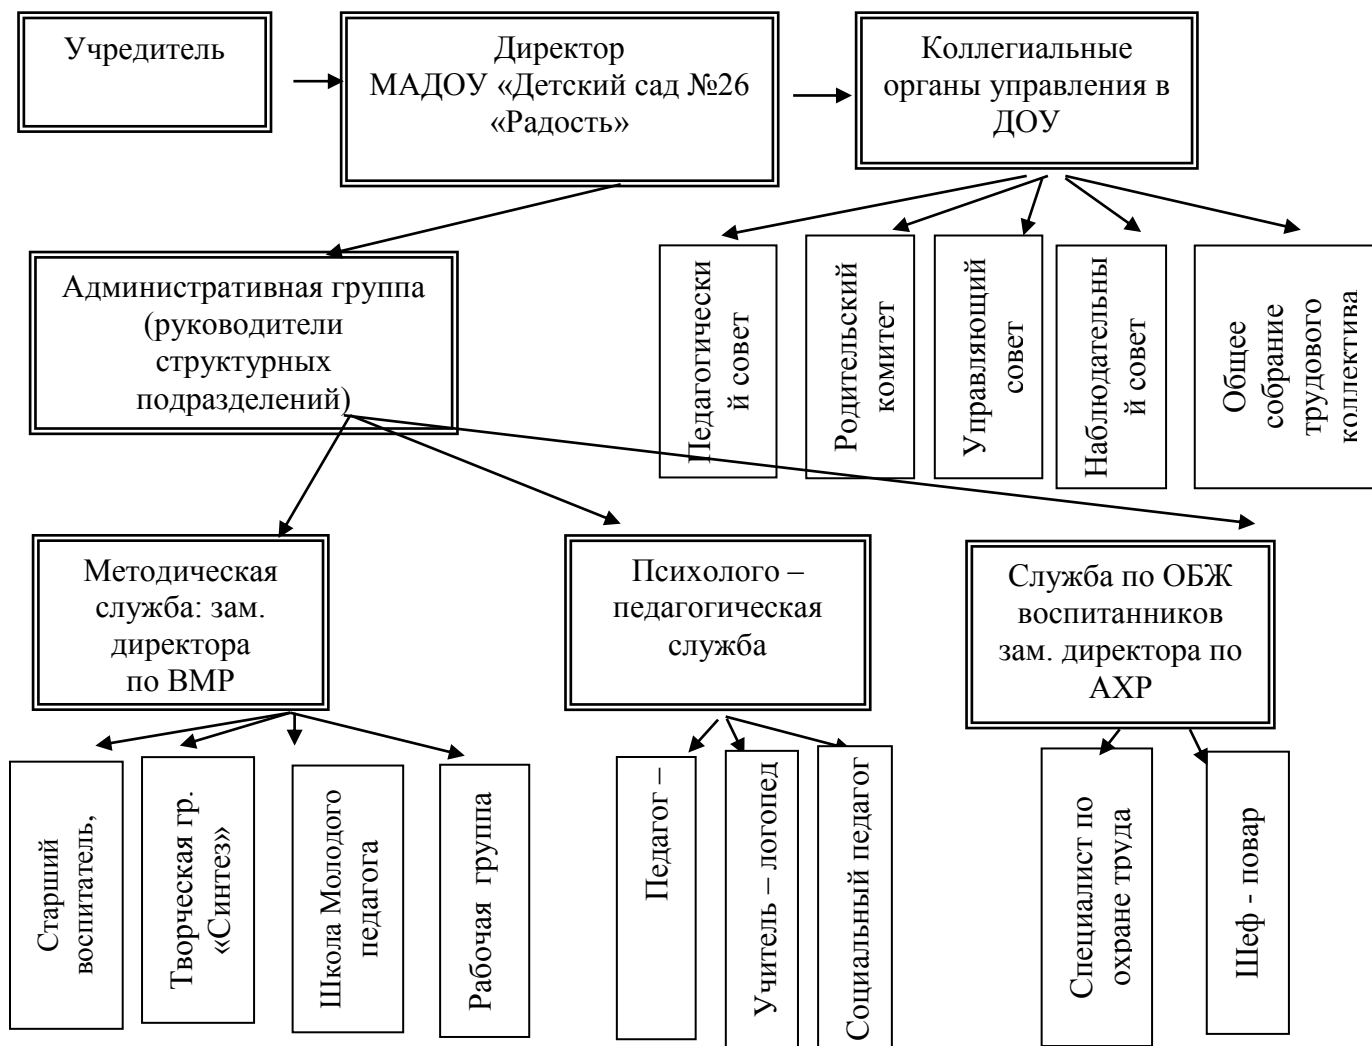 Учредитель
Директор
МАДОУ «Детский сад №26
«Радость»
Коллегиальные
органы управления в
ДОУ
Административная группа
(руководители
структурных
подразделений)
Педагогически
й совет
Родительский
комитет
Управляющий
совет
Наблюдательны
й совет
Общее
собрание
трудового
коллектива
Методическая
служба: зам.
директора
по ВМР
Психолого –
педагогическая
служба
Служба по ОБЖ
воспитанников
зам. директора по
АХР
Старший
воспитатель,
Творческая гр.
«Синтез»
Школа Молодого
педагога
Рабочая группа
Педагог –
Учитель – логопед
Социальный педагог
Специалист по
охране труда
Шеф - повар